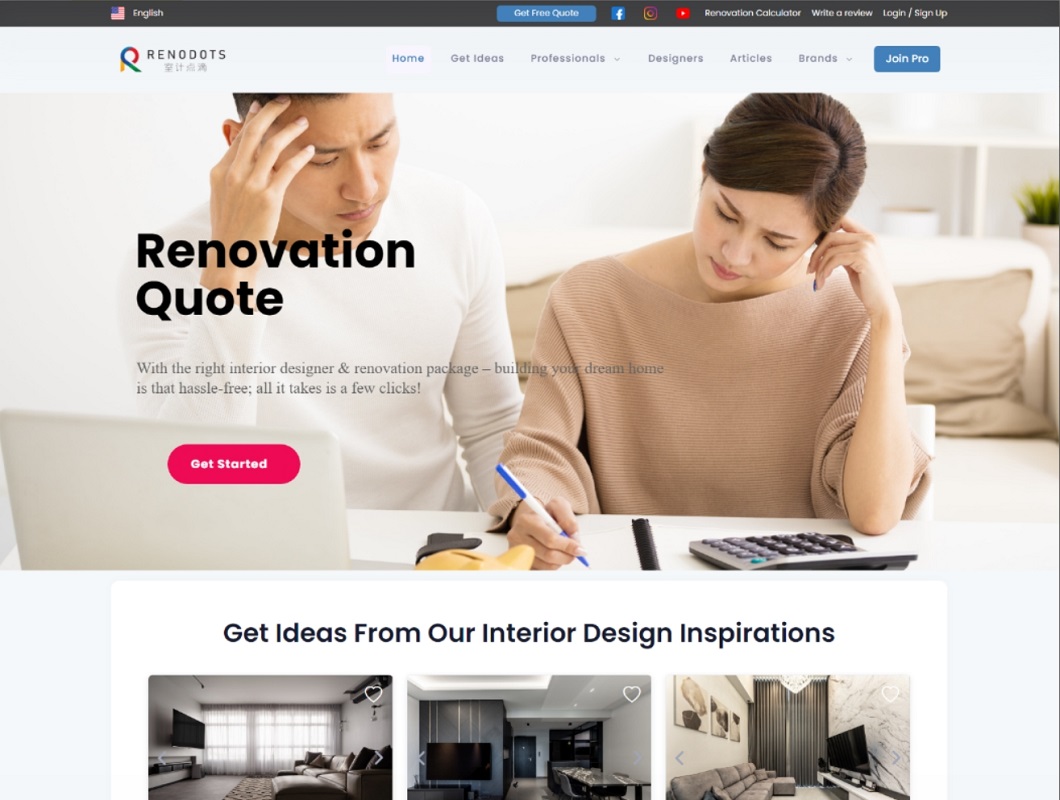 English
Get Free Quote
Renovation Calculator
Write a review
Login / Sign Up
RENODOTS
室计点滴
Home
Get Ideas
Professionals
Designers
Articles
Brands
Join Pro
Renovation
Quote
With the right interior designer & renovation package – building your dream home
is that hassle-free; all it takes is a few clicks!
Get Started
Get Ideas From Our Interior Design Inspirations